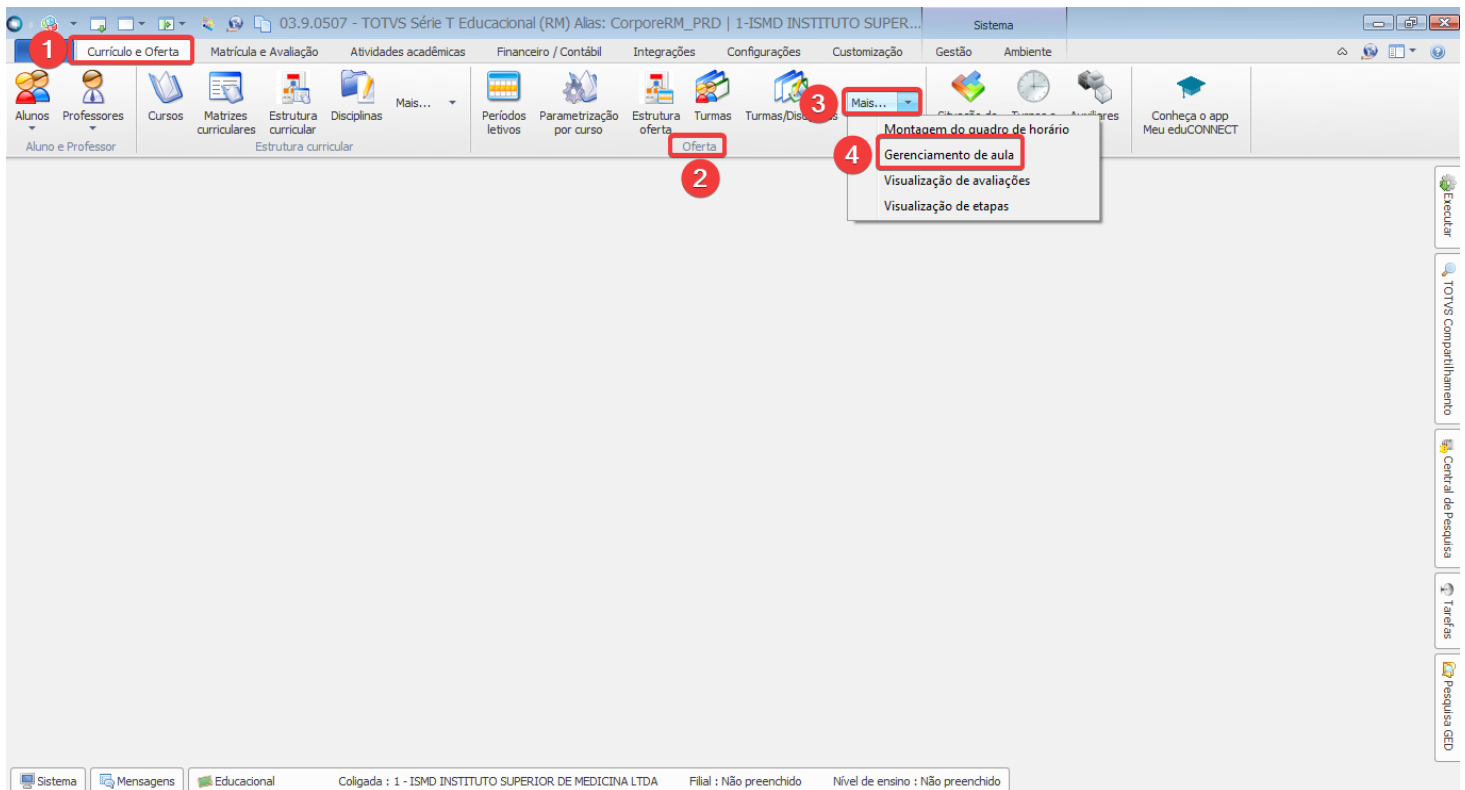 03.9.0507 - TOTVS Série T Educacional (RM) Alias: CorporeRM_PRD | 1-ISMD INSTITUTO SUPER...
Sistema
1
Currículo e Oferta
Matrícula e Avaliação
Atividades acadêmicas
Financeiro / Contábil
Integrações
Configurações
Customização
Gestão
Ambiente
Alunos
Professores
Aluno e Professor
Cursos
Matrizes
curriculares
Estrutura
curricular
Disciplinas
Mais...
Estrutura curricular
Períodos
letivos
Parametrização
por curso
Estrutura
oferta
Turmas
3
Mais...
Oferta
2
Conheça o app
Meu eduCONNECT
Montagem do quadro de horário
4
Gerenciamento de aula
Visualização de avaliações
Visualização de etapas
Executar
TOTVS Compartilhamento
Central de Pesquisa
Tarefas
Pesquisa GED
Sistema
Mensagens
Educacional
Coligada : 1 - ISMD INSTITUTO SUPERIOR DE MEDICINA LTDA
Filial : Não preenchido
Nível de ensino : Não preenchido